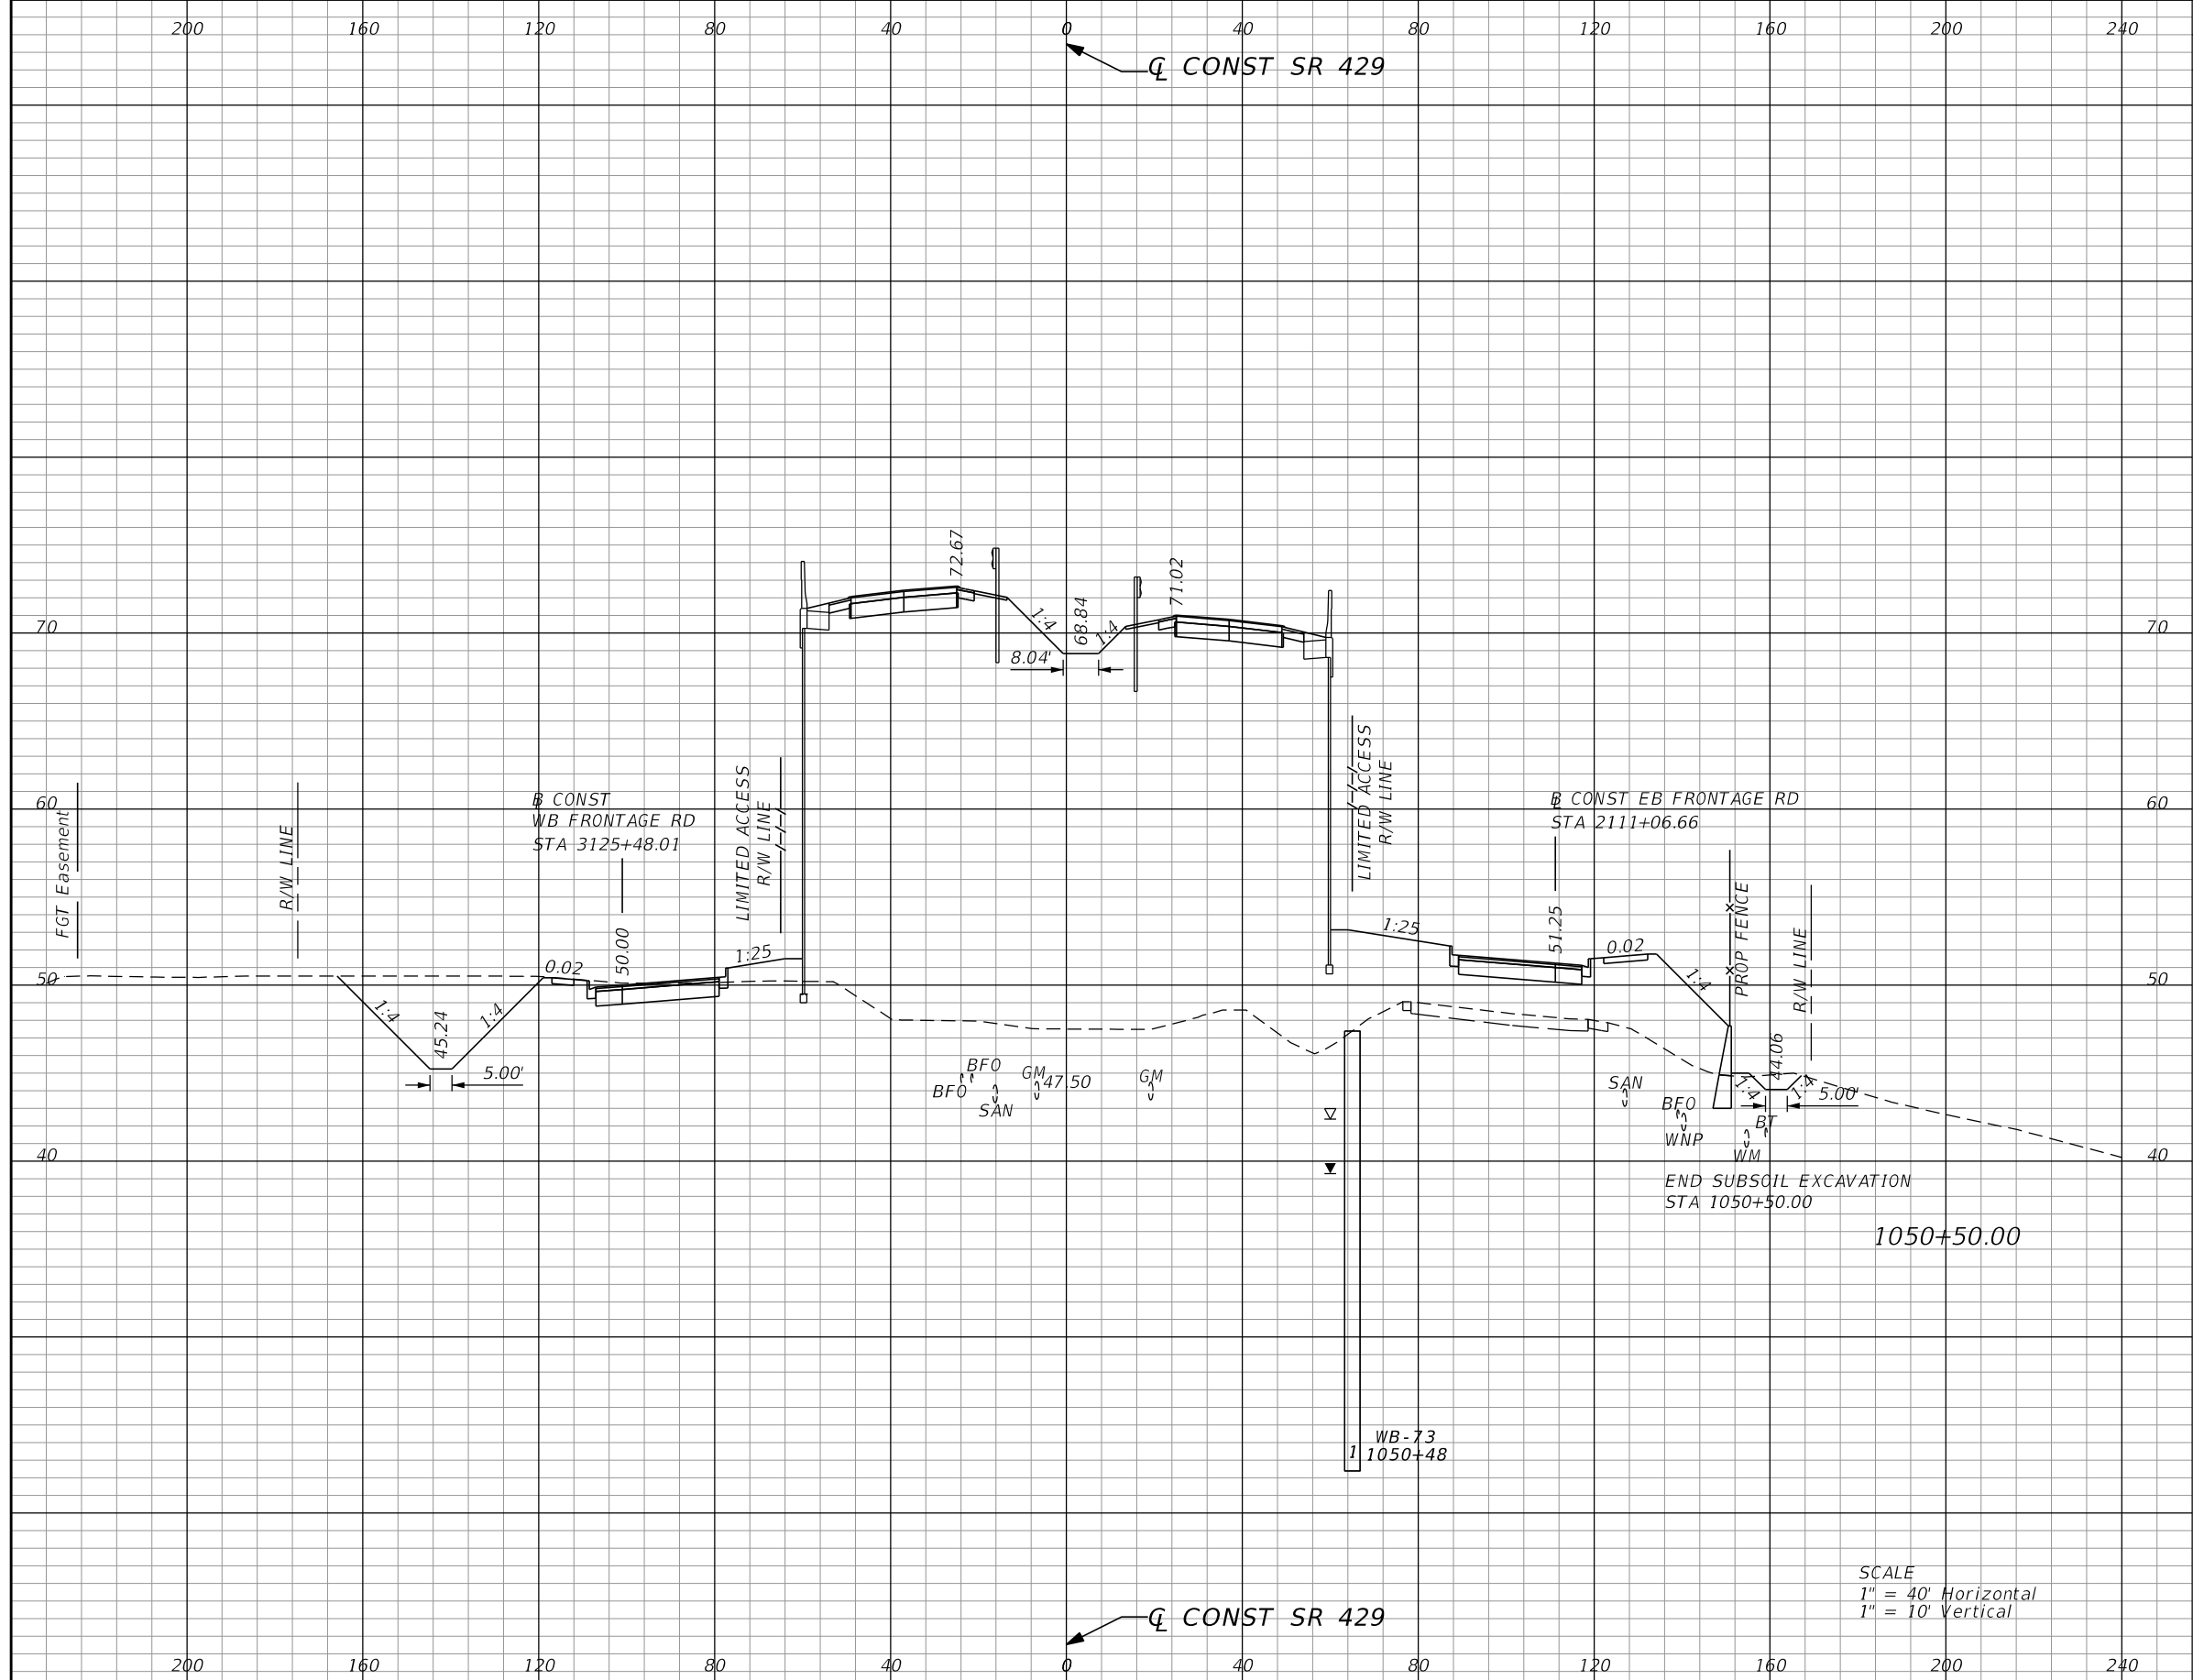 200 160 120 80 40 0 40 80 120 160 200 240
℄ CONST SR 429
72.67
71.02
1:4
68.84
1:4
8.04'
70
70
60
60
FGT Easement
R/W LINE
B CONST
WB FRONTAGE RD
STA 3125+48.01
LIMITED ACCESS
R/W LINE
LIMITED ACCESS
R/W LINE
B CONST EB FRONTAGE RD
STA 2111+06.66
PROP FENCE
R/W LINE
50
50
1:4
45.24
1:4
5.00'
0.02
50.00
1:25
1:25
51.25
0.02
1:4
BFO
BFO
SAN
GM
47.50
GM
SAN
BFO
WNP
WM
BT
1:4
44.06
1:4
5.00'
40
40
END SUBSOIL EXCAVATION
STA 1050+50.00
1050+50.00
WB-73
1 1050+48
SCALE
1" = 40' Horizontal
1" = 10' Vertical
℄ CONST SR 429
200 160 120 80 40 0 40 80 120 160 200 240